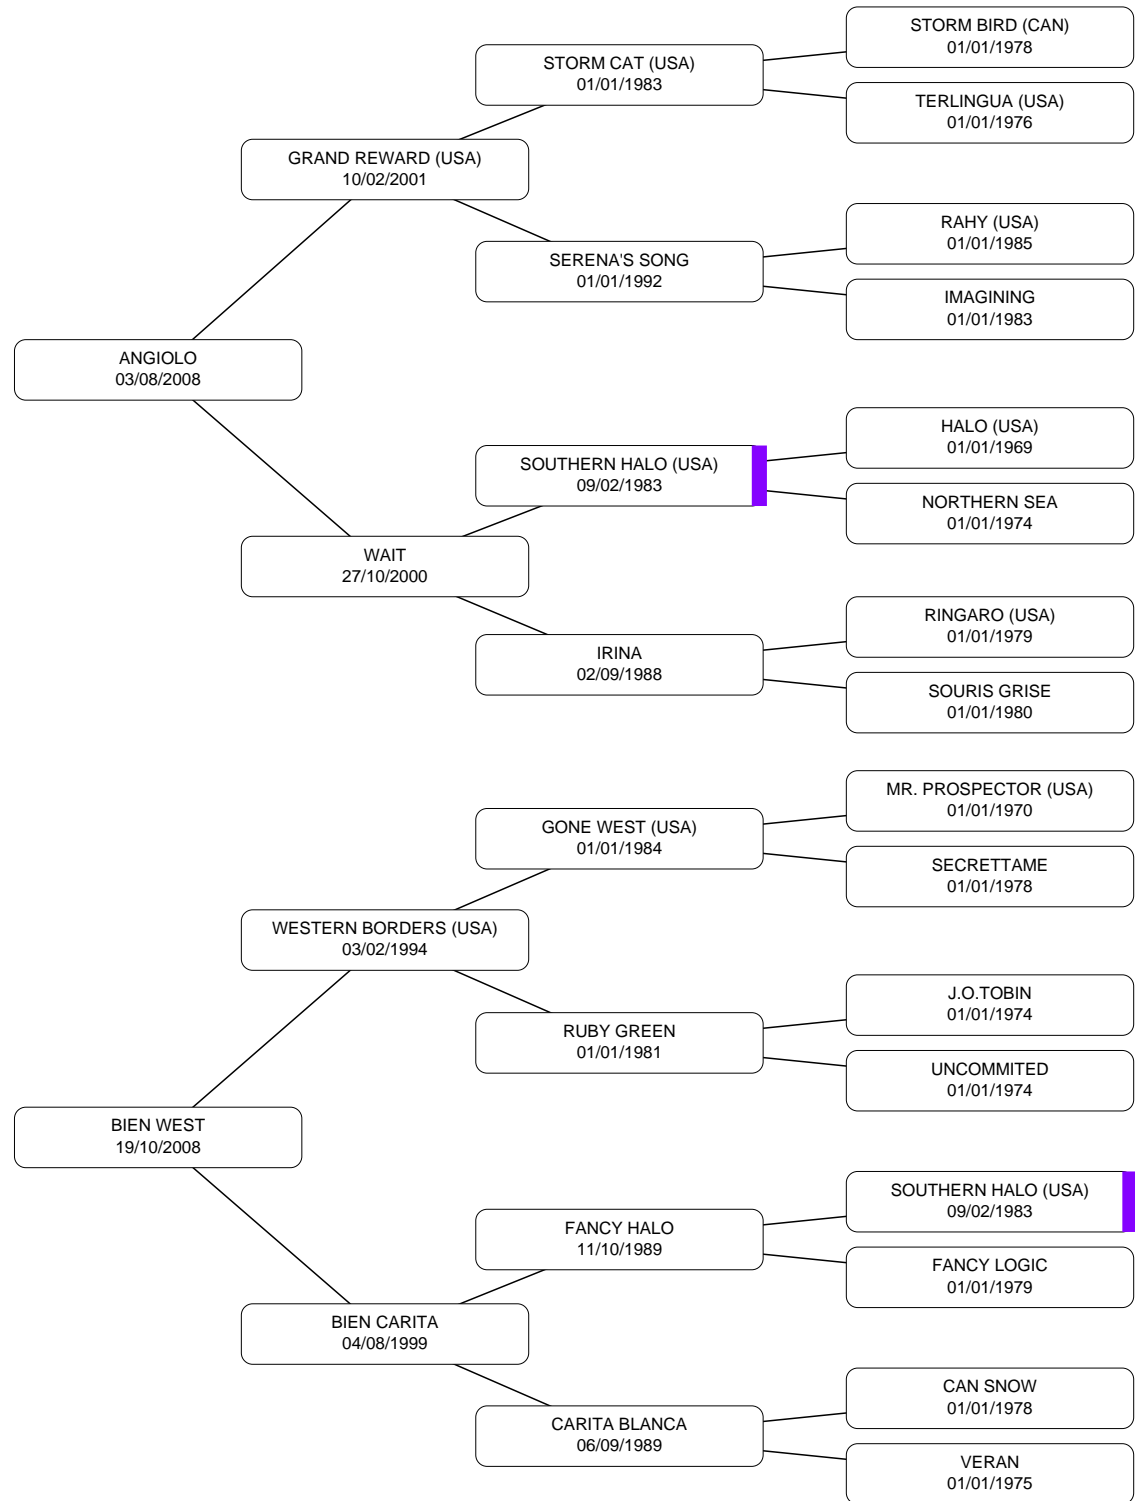 STORM BIRD (CAN)
01/01/1978
STORM CAT (USA)
01/01/1983
TERLINGUA (USA)
01/01/1976
GRAND REWARD (USA)
10/02/2001
RAHY (USA)
01/01/1985
SERENA'S SONG
01/01/1992
IMAGINING
01/01/1983
ANGIOLO
03/08/2008
HALO (USA)
01/01/1969
SOUTHERN HALO (USA)
09/02/1983
NORTHERN SEA
01/01/1974
WAIT
27/10/2000
RINGARO (USA)
01/01/1979
IRINA
02/09/1988
SOURIS GRISE
01/01/1980
MR. PROSPECTOR (USA)
01/01/1970
GONE WEST (USA)
01/01/1984
SECRETTAME
01/01/1978
WESTERN BORDERS (USA)
03/02/1994
J.O.TOBIN
01/01/1974
RUBY GREEN
01/01/1981
UNCOMMITED
01/01/1974
BIEN WEST
19/10/2008
SOUTHERN HALO (USA)
09/02/1983
FANCY HALO
11/10/1989
FANCY LOGIC
01/01/1979
BIEN CARITA
04/08/1999
CAN SNOW
01/01/1978
CARITA BLANCA
06/09/1989
VERAN
01/01/1975